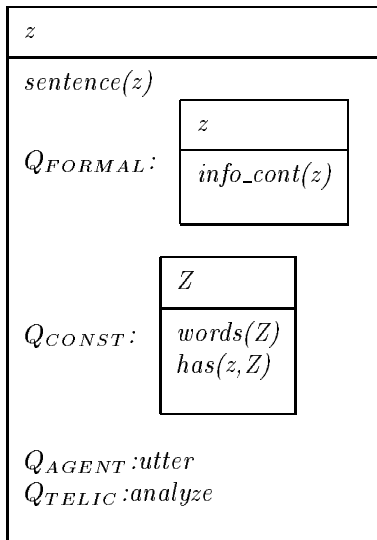 z
sentence(z)
z
Q_FORMAL:
info_cont(z)
Z
Q_CONST:
words(Z)
has(z,Z)
Q_AGENT:utter
Q_TELIC:analyze